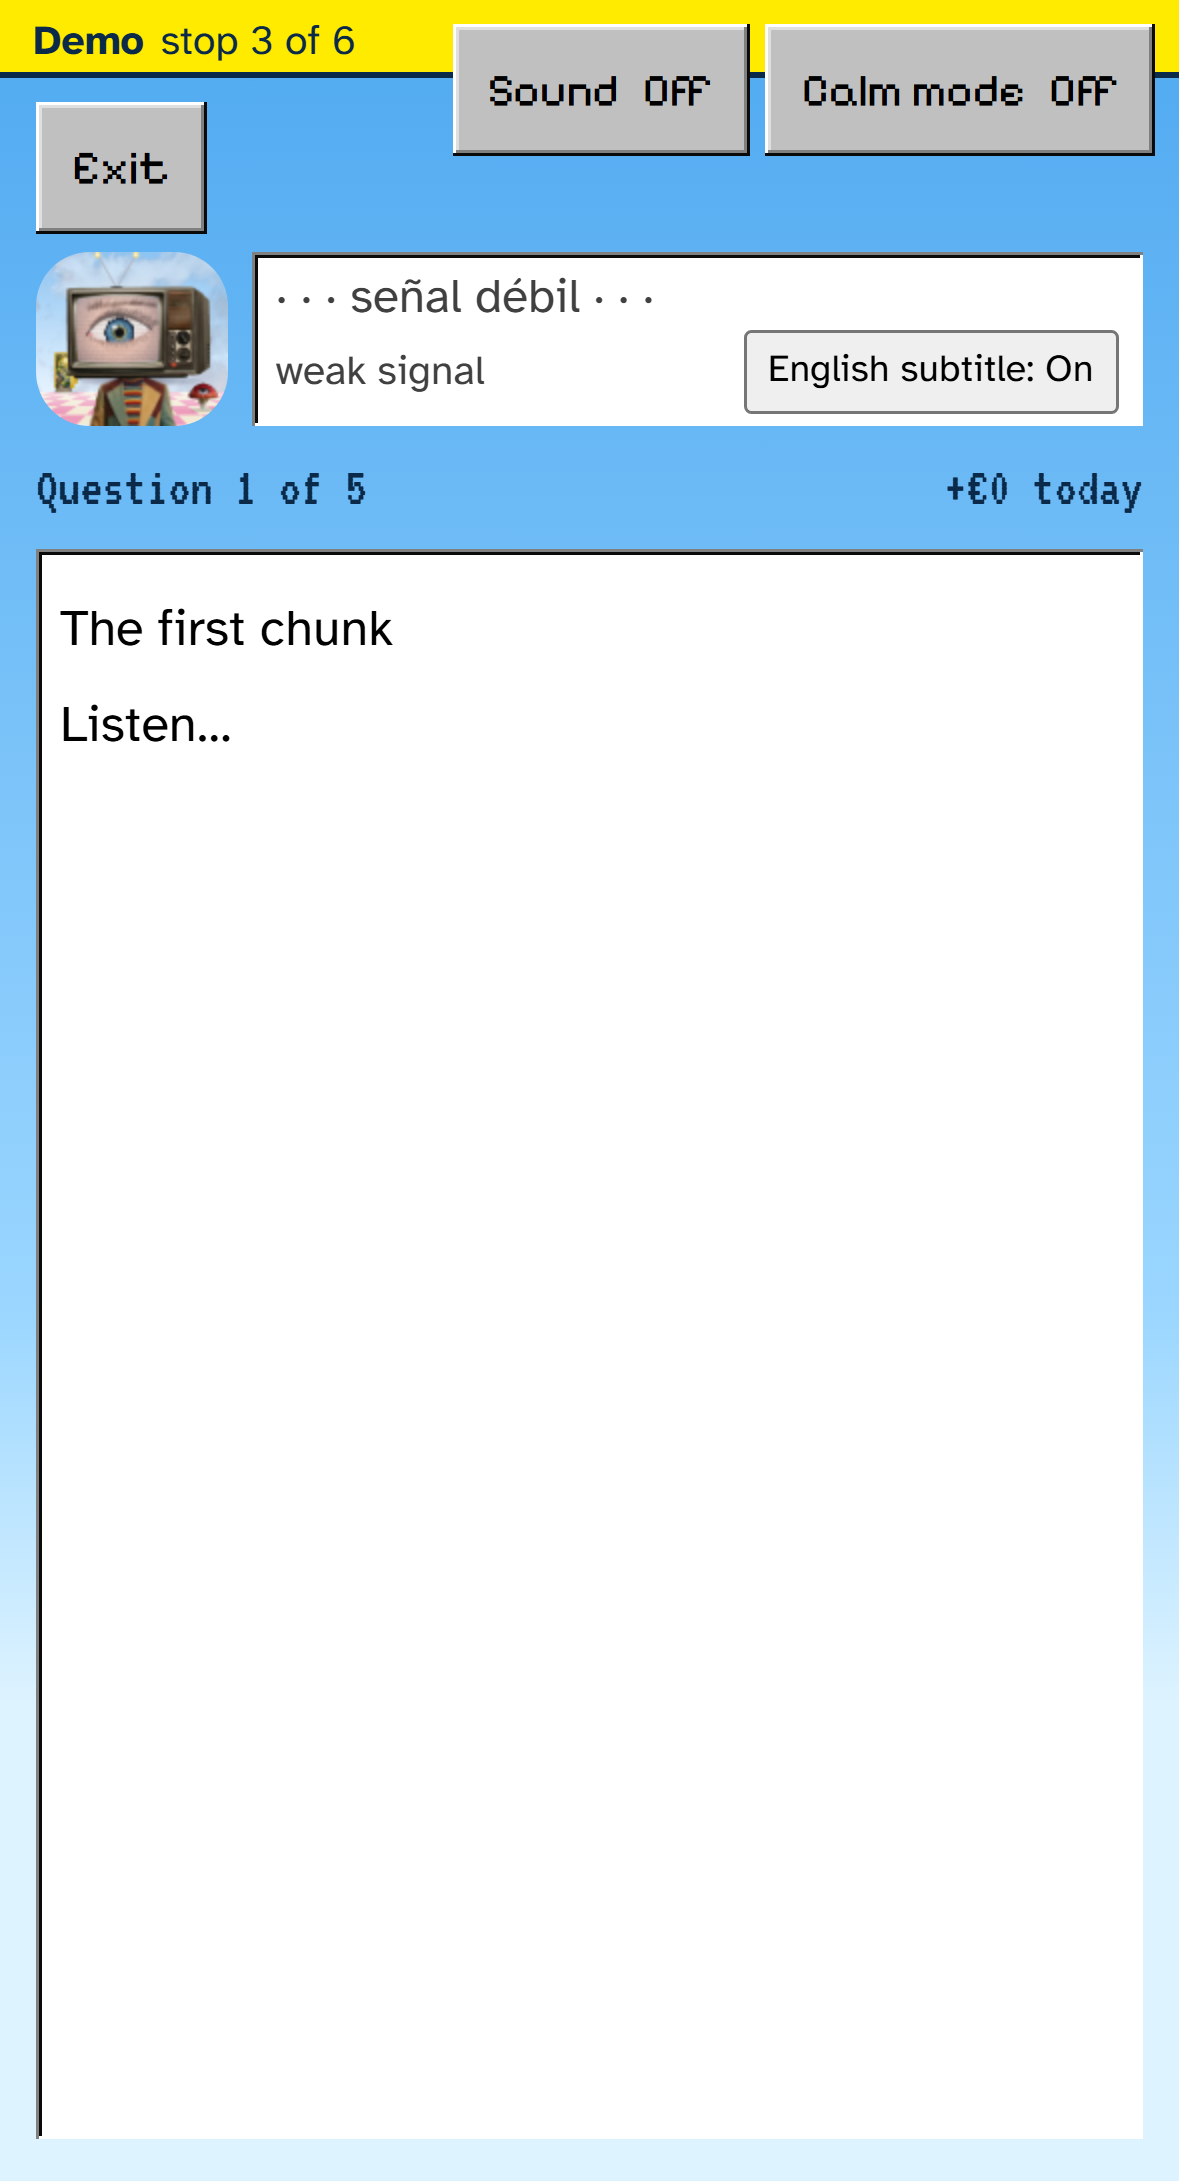 Demo stop 3 of 6
Sound Off
Calm mode Off
Exit
· · · señal débil · · ·
weak signal
English subtitle: On
Question 1 of 5
+€0 today
The first chunk
Listen...